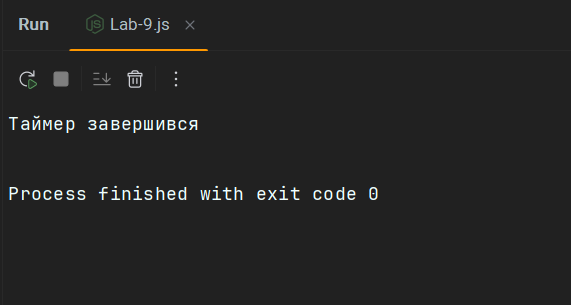 Run Lab-9.js
Таймер завершився
Process finished with exit code 0